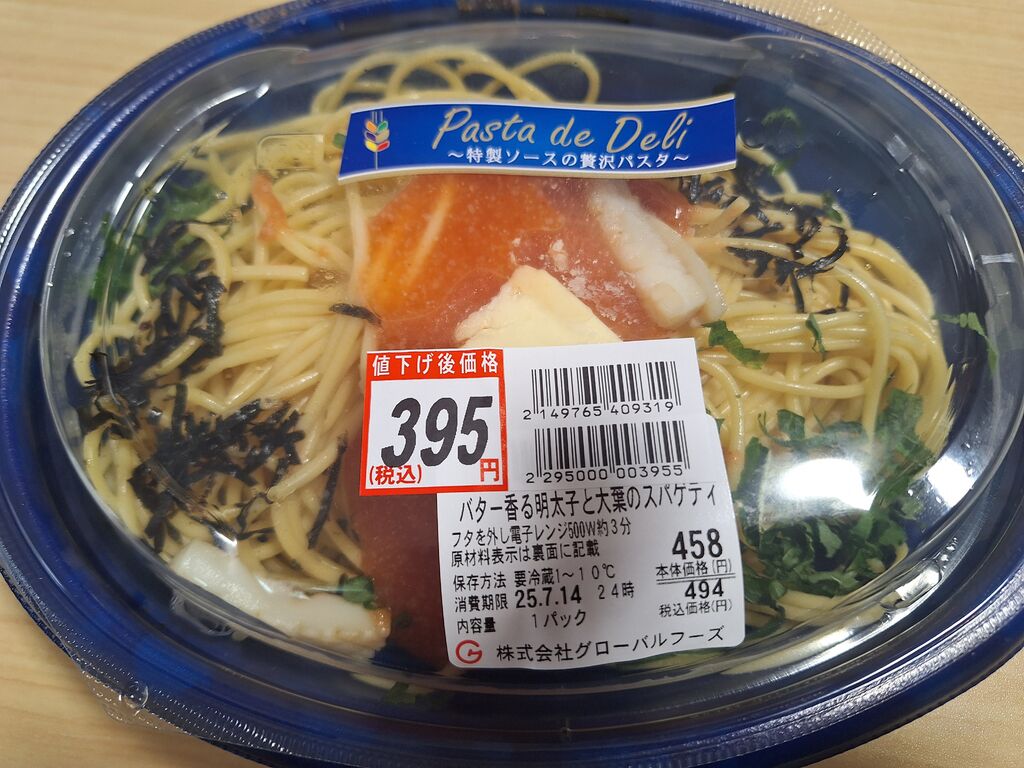 Pasta de Deli
~特製ソースの贅沢パスタ~
値下げ後価格
395
(税込)
円
2 149765 409319
2 295000 003955
バター香る明太子と大葉のスパゲティ
フタを外し電子レンジ500W約3分
原材料表示は裏面に記載
458
本体価格(円)
保存方法 要冷蔵1~10℃
494
消費期限 25.7.14 24時
税込価格(円)
内容量 1パック
G 株式会社グローバルフーズ